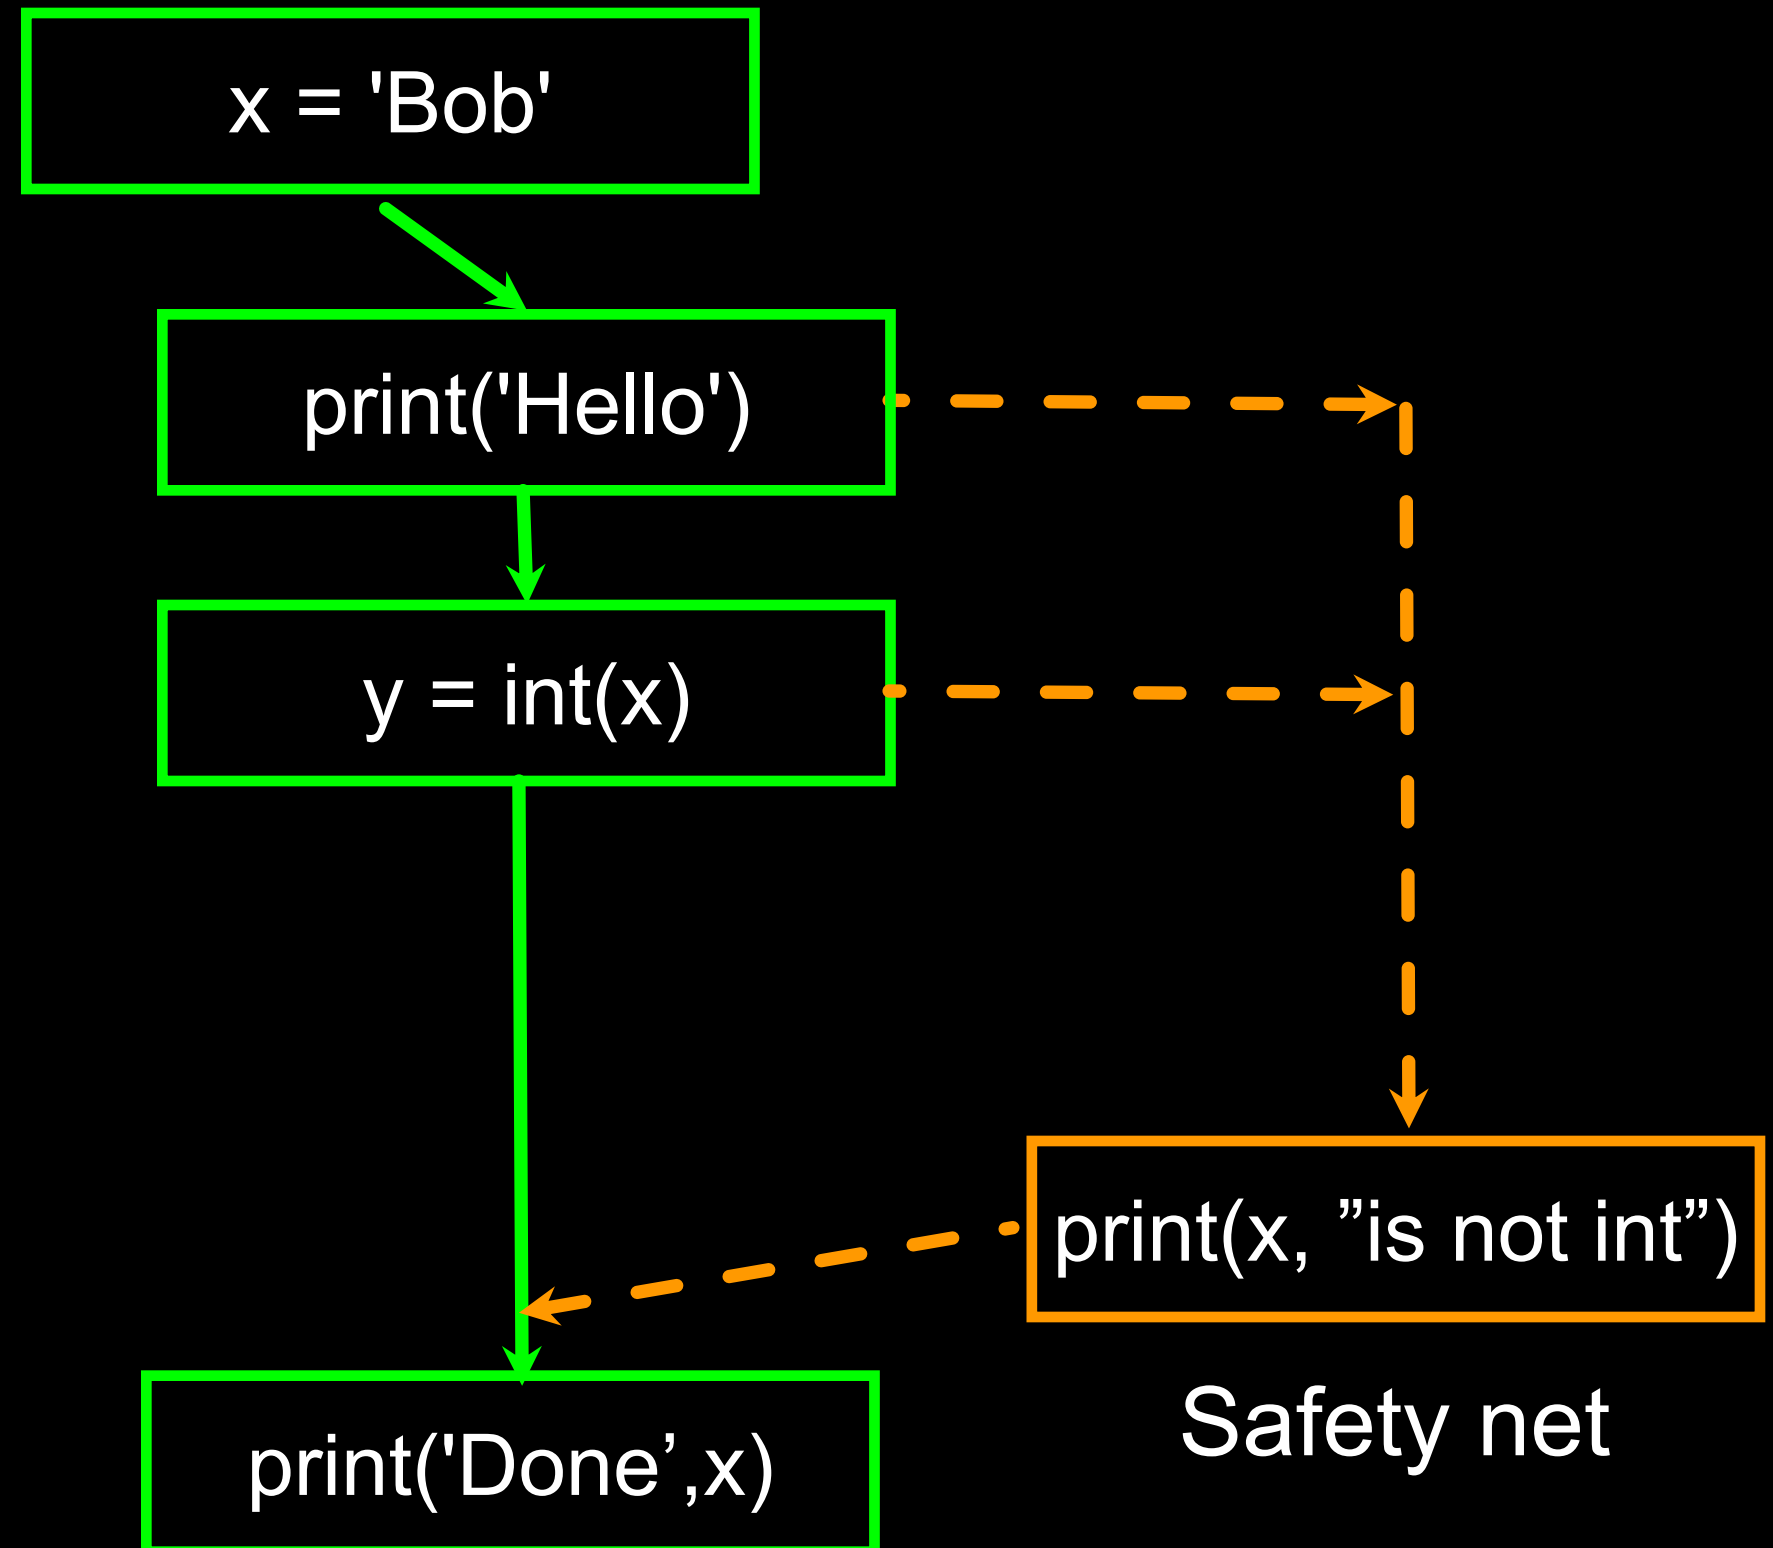 x = 'Bob'
print('Hello')
y = int(x)
print(x, ”is not int”)
Safety net
print('Done’,x)